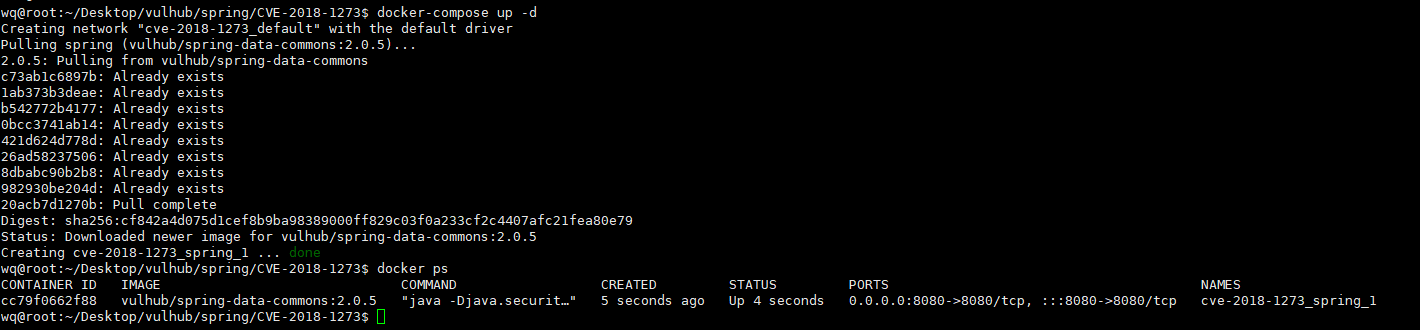 wq@root:~/Desktop/vulhub/spring/CVE-2018-1273$ docker-compose up -d
Creating network "cve-2018-1273_default" with the default driver
Pulling spring (vulhub/spring-data-commons:2.0.5)...
2.0.5: Pulling from vulhub/spring-data-commons
c73ab1c6897b: Already exists
1ab373b3deae: Already exists
b542772b4177: Already exists
0bcc3741ab14: Already exists
421d624d778d: Already exists
26ad58237506: Already exists
8dbabc90b2b8: Already exists
982930be204d: Already exists
20acb7d1270b: Pull complete
Digest: sha256:cf842a4d075d1cef8b9ba98389000ff829c03f0a233cf2c4407afc21fea80e79
Status: Downloaded newer image for vulhub/spring-data-commons:2.0.5
Creating cve-2018-1273_spring_1 ... done
wq@root:~/Desktop/vulhub/spring/CVE-2018-1273$ docker ps
CONTAINER ID   IMAGE                              COMMAND                  CREATED         STATUS         PORTS                                       NAMES
cc79f0662f88   vulhub/spring-data-commons:2.0.5   "java -Djava.securit…"   5 seconds ago   Up 4 seconds   0.0.0.0:8080->8080/tcp, :::8080->8080/tcp   cve-2018-1273_spring_1
wq@root:~/Desktop/vulhub/spring/CVE-2018-1273$